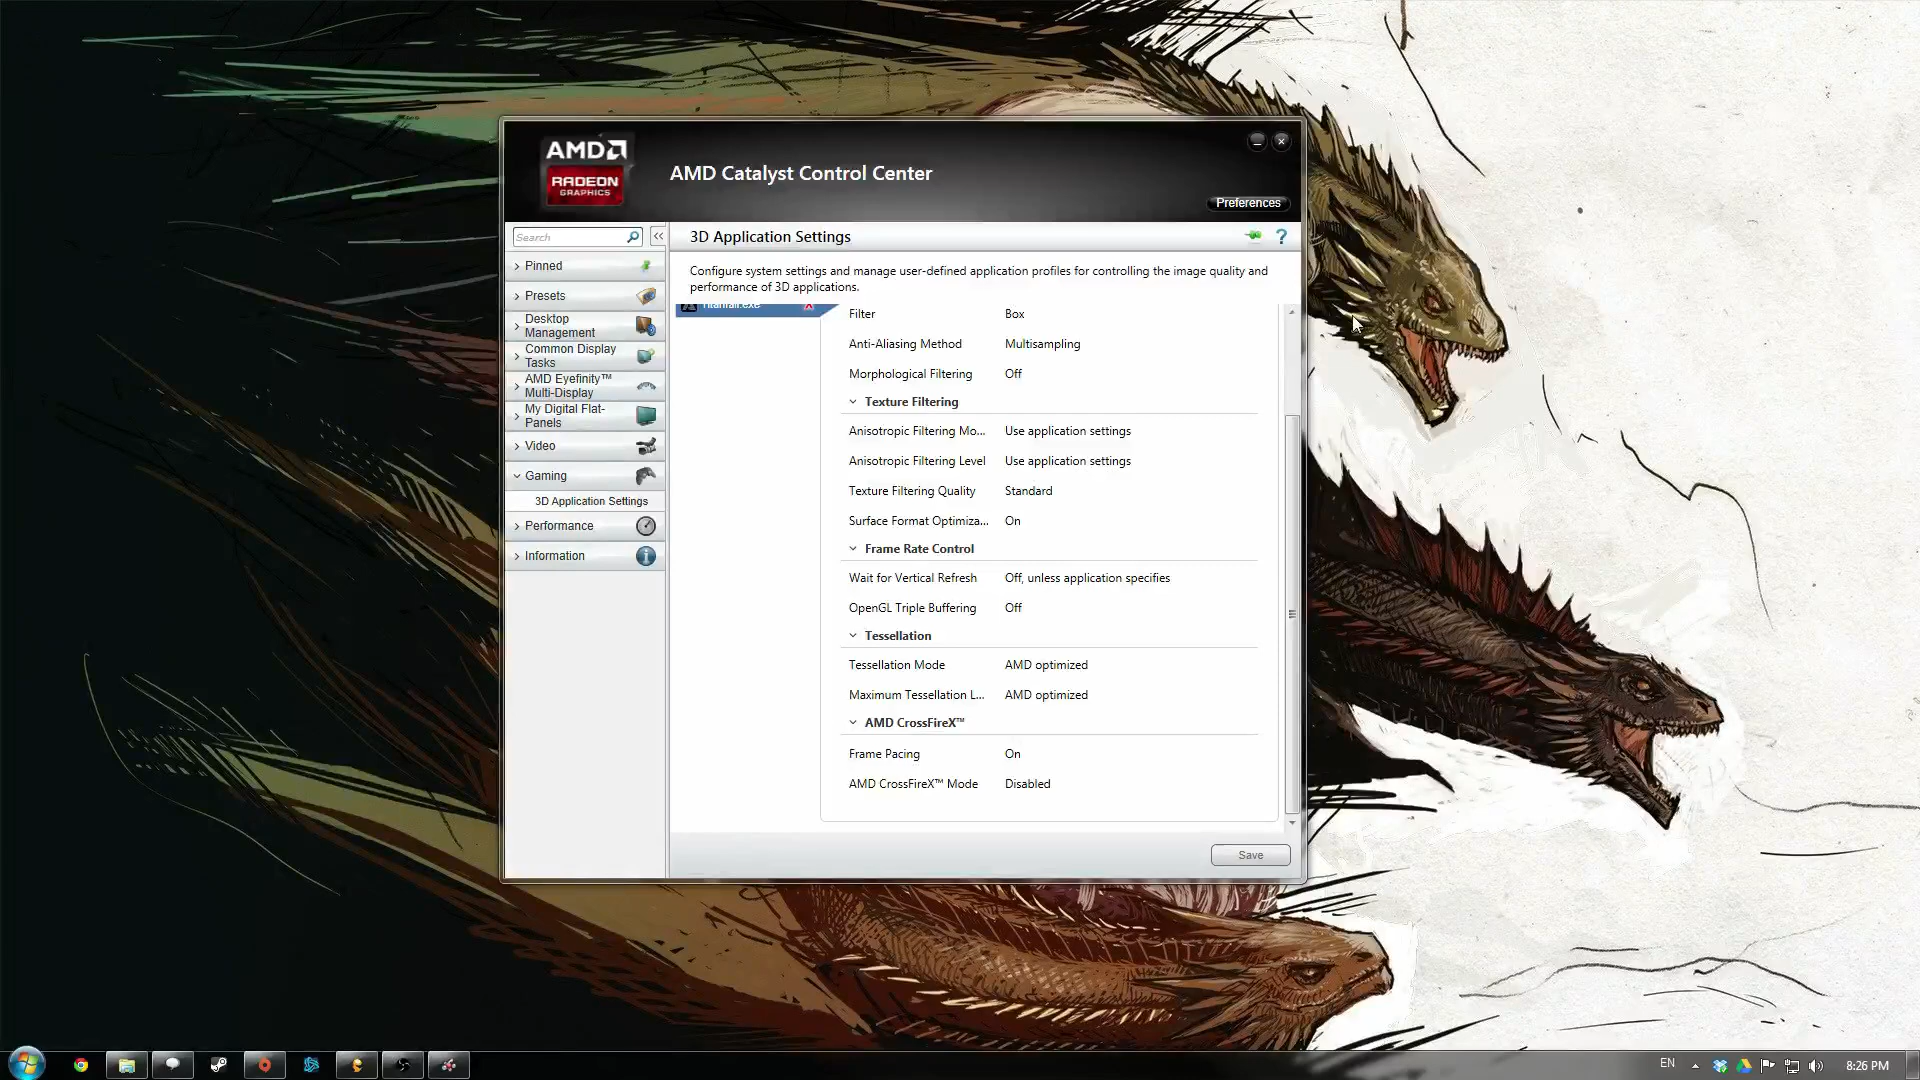 AMD
RADEON
GRAPHICS
AMD Catalyst Control Center
Preferences
Search
3D Application Settings
?
Configure system settings and manage user-defined application profiles for controlling the image quality and
performance of 3D applications.
Pinned
Presets
Desktop
Management
Common Display
Tasks
AMD Eyefinity™
Multi-Display
My Digital Flat-
Panels
Video
Gaming
3D Application Settings
Performance
Information
Titanfall.exe
Filter Box
Anti-Aliasing Method Multisampling
Morphological Filtering Off
Texture Filtering
Anisotropic Filtering Mo... Use application settings
Anisotropic Filtering Level Use application settings
Texture Filtering Quality Standard
Surface Format Optimiza... On
Frame Rate Control
Wait for Vertical Refresh Off, unless application specifies
OpenGL Triple Buffering Off
Tessellation
Tessellation Mode AMD optimized
Maximum Tessellation L... AMD optimized
AMD CrossFireX™
Frame Pacing On
AMD CrossFireX™ Mode Disabled
Save
EN
8:26 PM